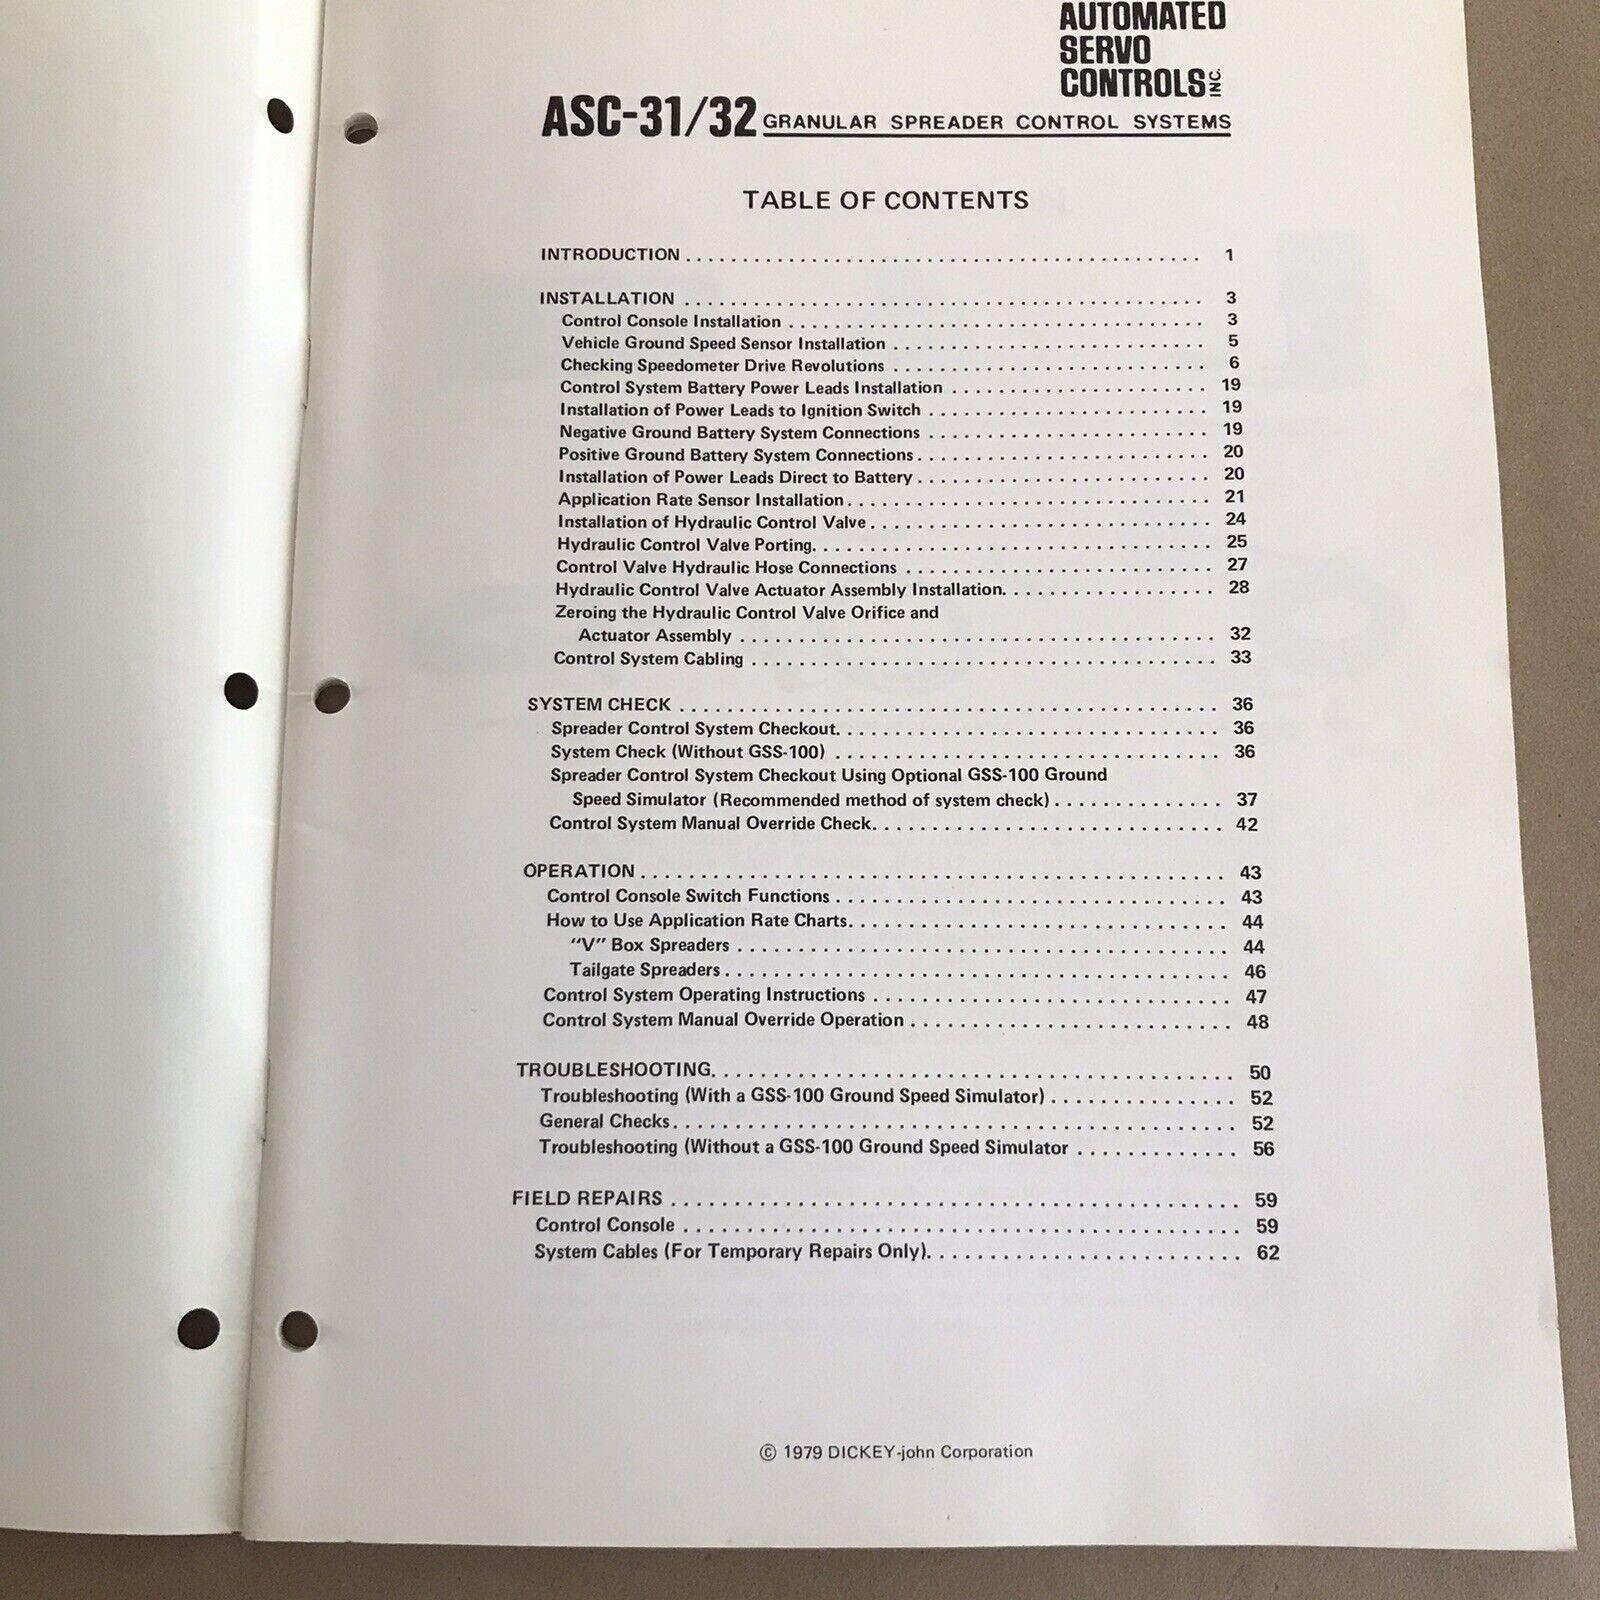 AUTOMATED
SERVO
CONTROLS INC.
ASC-31/32 GRANULAR SPREADER CONTROL SYSTEMS
TABLE OF CONTENTS
INTRODUCTION . . . . . . . . . . . . . . . . . . . . 1
INSTALLATION . . . . . . . . . . . . . . . . . . . . 3
Control Console Installation . . . . . . . . . . . . . . . . . . . . 3
Vehicle Ground Speed Sensor Installation . . . . . . . . . . . . . . . . . . . . 5
Checking Speedometer Drive Revolutions . . . . . . . . . . . . . . . . . . . . 6
Control System Battery Power Leads Installation . . . . . . . . . . . . . . . . . . . . 19
Installation of Power Leads to Ignition Switch . . . . . . . . . . . . . . . . . . . . 19
Negative Ground Battery System Connections . . . . . . . . . . . . . . . . . . . . 19
Positive Ground Battery System Connections . . . . . . . . . . . . . . . . . . . . 20
Installation of Power Leads Direct to Battery . . . . . . . . . . . . . . . . . . . . 20
Application Rate Sensor Installation . . . . . . . . . . . . . . . . . . . . 21
Installation of Hydraulic Control Valve . . . . . . . . . . . . . . . . . . . . 24
Hydraulic Control Valve Porting . . . . . . . . . . . . . . . . . . . . 25
Control Valve Hydraulic Hose Connections . . . . . . . . . . . . . . . . . . . . 27
Hydraulic Control Valve Actuator Assembly Installation . . . . . . . . . . . . . . . . . . 28
Zeroing the Hydraulic Control Valve Orifice and
Actuator Assembly . . . . . . . . . . . . . . . . . . . . 32
Control System Cabling . . . . . . . . . . . . . . . . . . . . 33
SYSTEM CHECK . . . . . . . . . . . . . . . . . . . . 36
Spreader Control System Checkout . . . . . . . . . . . . . . . . . . . . 36
System Check (Without GSS-100) . . . . . . . . . . . . . . . . . . . . 36
Spreader Control System Checkout Using Optional GSS-100 Ground
Speed Simulator (Recommended method of system check) . . . . . . . . . . . . . . 37
Control System Manual Override Check . . . . . . . . . . . . . . . . . . . . 42
OPERATION . . . . . . . . . . . . . . . . . . . . 43
Control Console Switch Functions . . . . . . . . . . . . . . . . . . . . 43
How to Use Application Rate Charts . . . . . . . . . . . . . . . . . . . . 44
"V" Box Spreaders . . . . . . . . . . . . . . . . . . . . 44
Tailgate Spreaders . . . . . . . . . . . . . . . . . . . . 46
Control System Operating Instructions . . . . . . . . . . . . . . . . . . . . 47
Control System Manual Override Operation . . . . . . . . . . . . . . . . . . . . 48
TROUBLESHOOTING . . . . . . . . . . . . . . . . . . . . 50
Troubleshooting (With a GSS-100 Ground Speed Simulator) . . . . . . . . . . . . . . . 52
General Checks . . . . . . . . . . . . . . . . . . . . 52
Troubleshooting (Without a GSS-100 Ground Speed Simulator . . . . . . . . . . . . . 56
FIELD REPAIRS . . . . . . . . . . . . . . . . . . . . 59
Control Console . . . . . . . . . . . . . . . . . . . . 59
System Cables (For Temporary Repairs Only) . . . . . . . . . . . . . . . . . . . . 62
© 1979 DICKEY-john Corporation